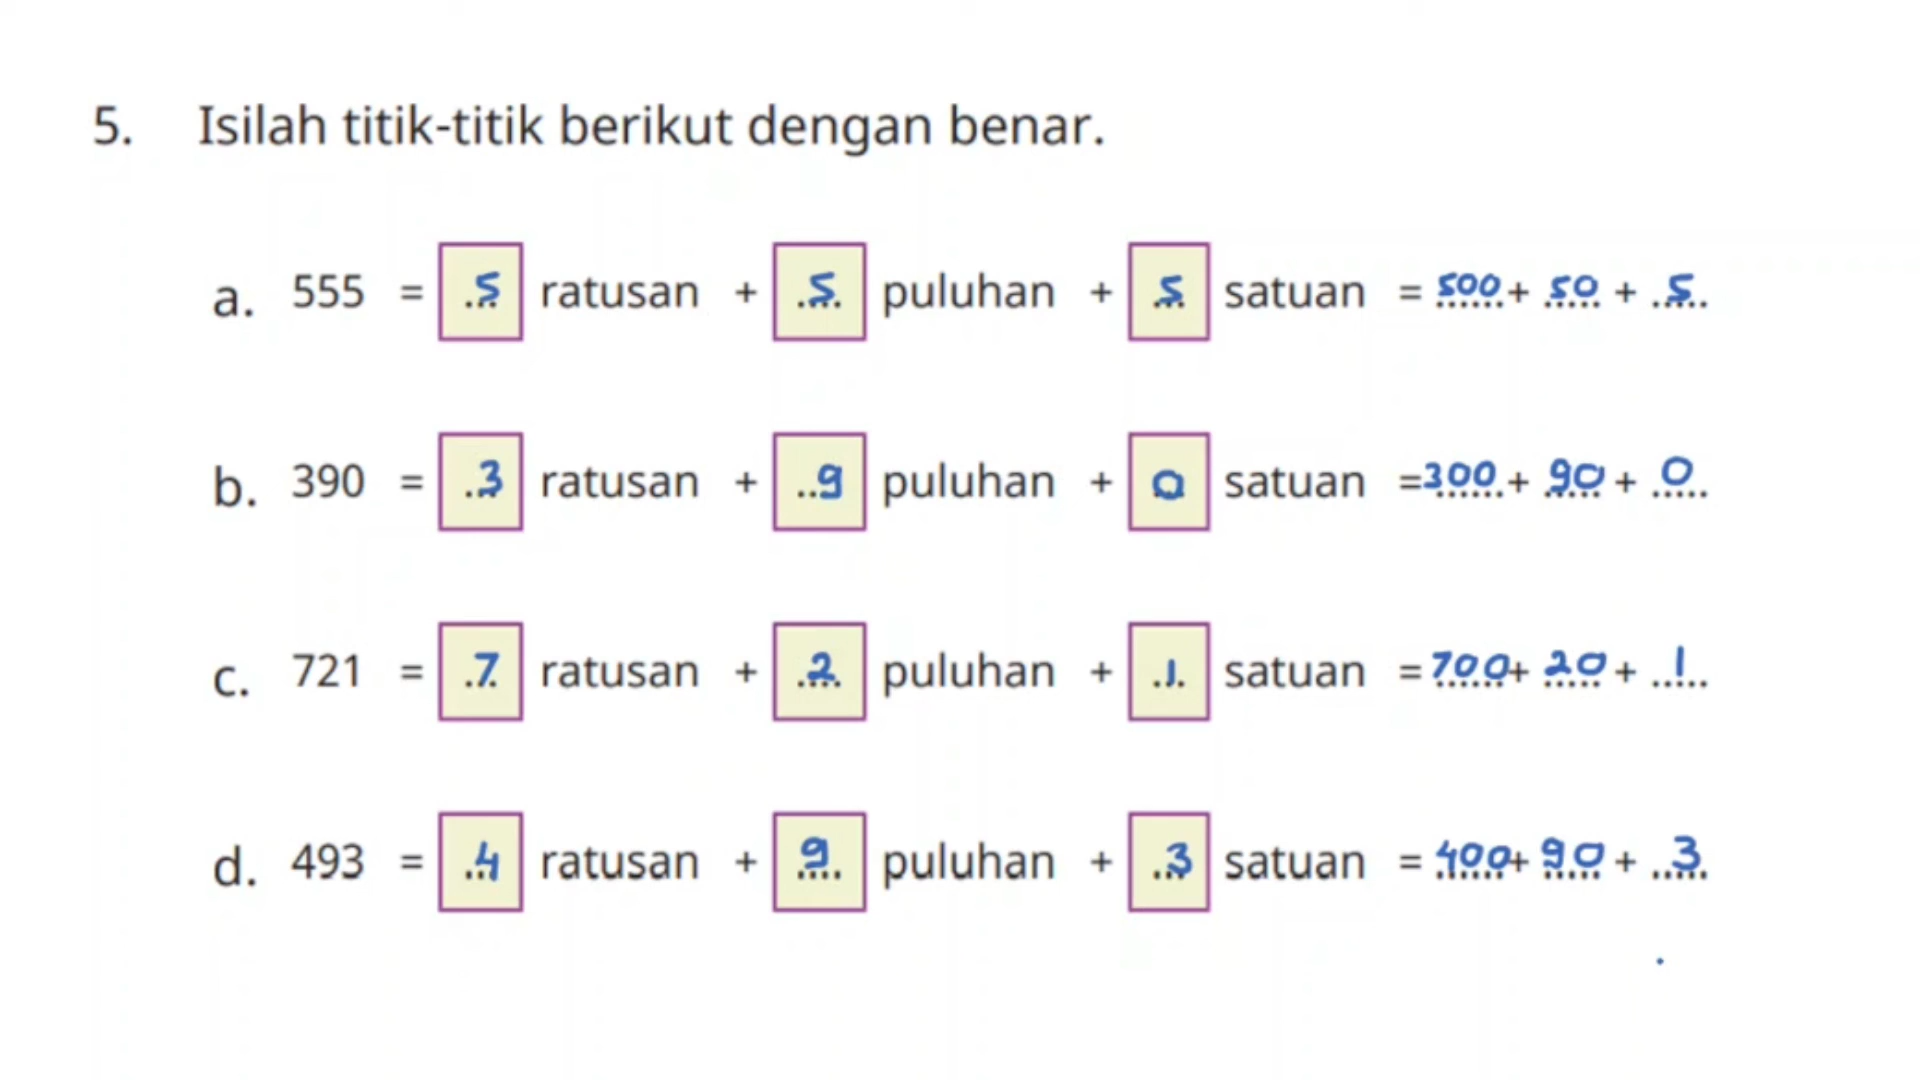 5. Isilah titik-titik berikut dengan benar.
a. 555 = 5 ratusan + 5 puluhan + 5 satuan = 500 + 50 + 5
b. 390 = 3 ratusan + 9 puluhan + 0 satuan = 300 + 90 + 0
c. 721 = 7 ratusan + 2 puluhan + 1 satuan = 700 + 20 + 1
d. 493 = 4 ratusan + 9 puluhan + 3 satuan = 400 + 90 + 3